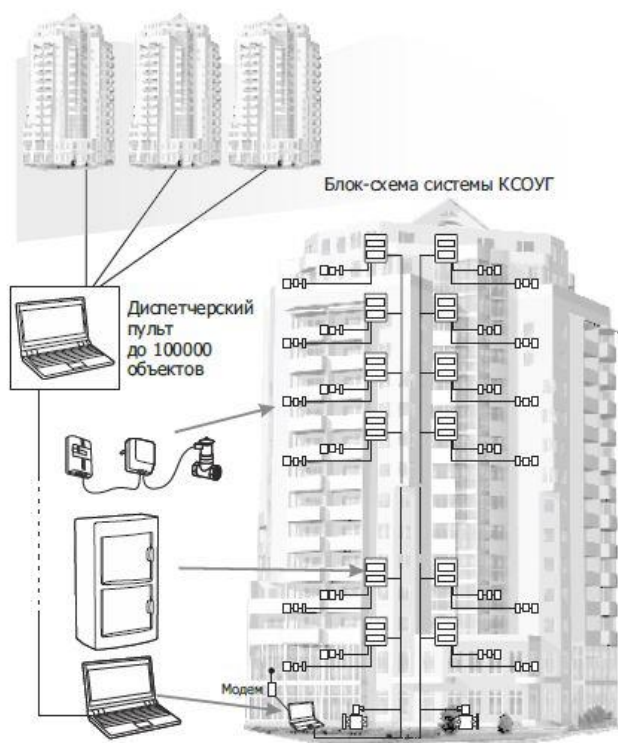 Блок-схема системы КСОУГ
Диспетчерский
пульт
до 100000
объектов
Модем